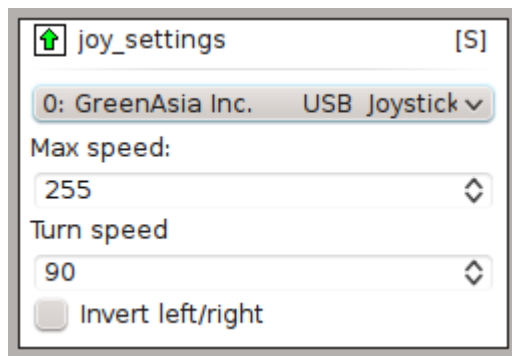 joy_settings [S]
0: GreenAsia Inc. USB Joystick
Max speed:
255
Turn speed
90
Invert left/right